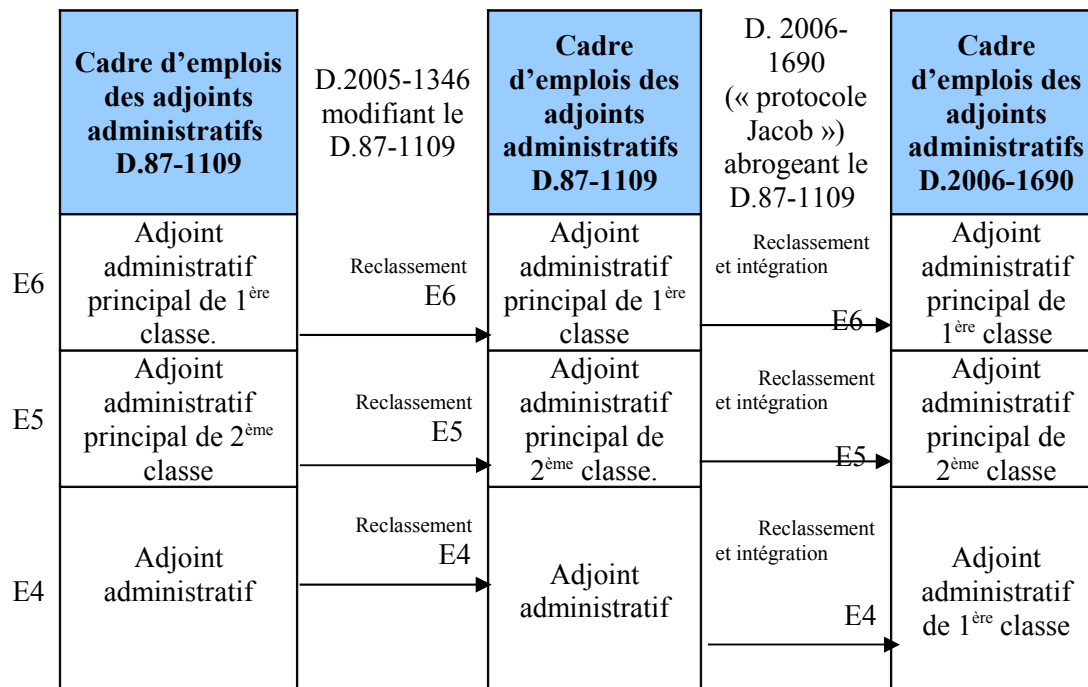 Cadre d'emplois
des adjoints
administratifs
D.87-1109
D.2005-1346
modifiant le
D.87-1109
Cadre
d'emplois des
adjoints
administratifs
D.87-1109
D. 2006-
1690
(« protocole
Jacob »)
abrogeant le
D.87-1109
Cadre
d'emplois des
adjoints
administratifs
D.2006-1690
E6
Adjoint
administratif
principal de 1ère
classe.
Reclassement
E6
Adjoint
administratif
principal de 1ère
classe
Reclassement
et intégration
E6
Adjoint
administratif
principal de
1ère classe
E5
Adjoint
administratif
principal de 2ème
classe
Reclassement
E5
Adjoint
administratif
principal de
2ème classe.
Reclassement
et intégration
E5
Adjoint
administratif
principal de
2ème classe
E4
Adjoint
administratif
Reclassement
E4
Adjoint
administratif
Reclassement
et intégration
E4
Adjoint
administratif
de 1ère classe